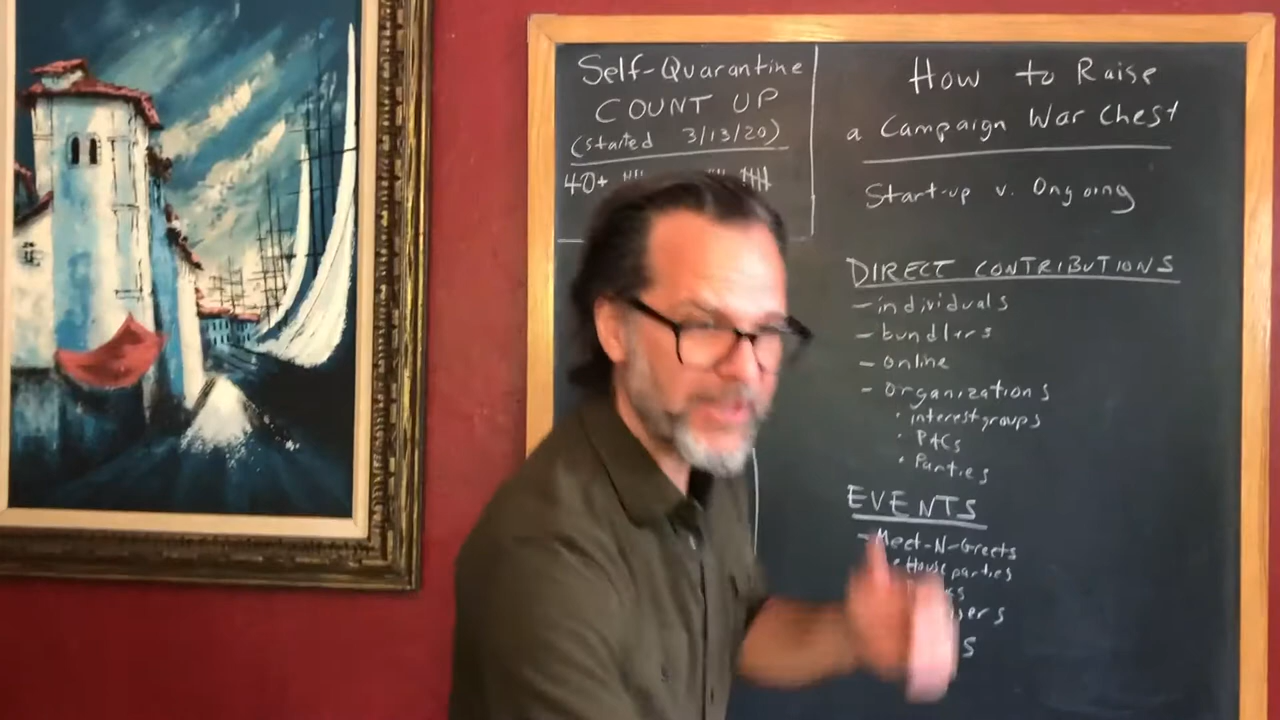 Self-Quarantine
COUNT UP
(started 3/13/20)
40+
How to Raise
a Campaign War Chest
Start-up v. Ongoing
DIRECT CONTRIBUTIONS
- individuals
- bundlers
- online
- organizations
• interest groups
• PACs
• Parties
EVENTS
- Meet-N-Greets
• House parties